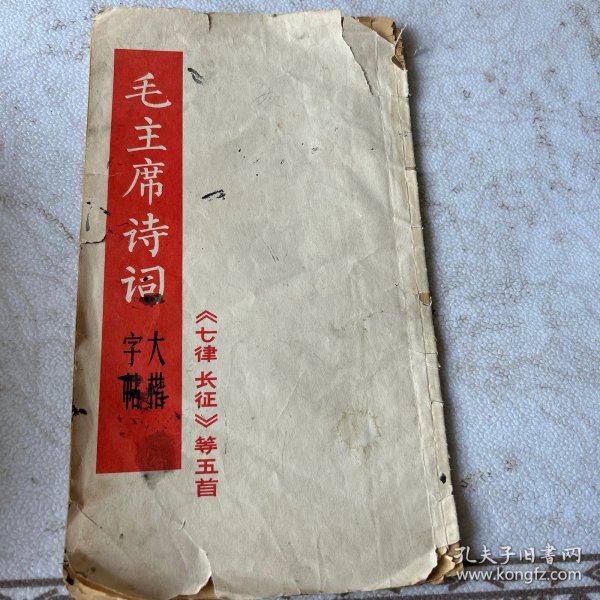 毛主席诗词
大楷
字帖
《七律 长征》等五首
孔夫子旧书网
www.kongfz.com